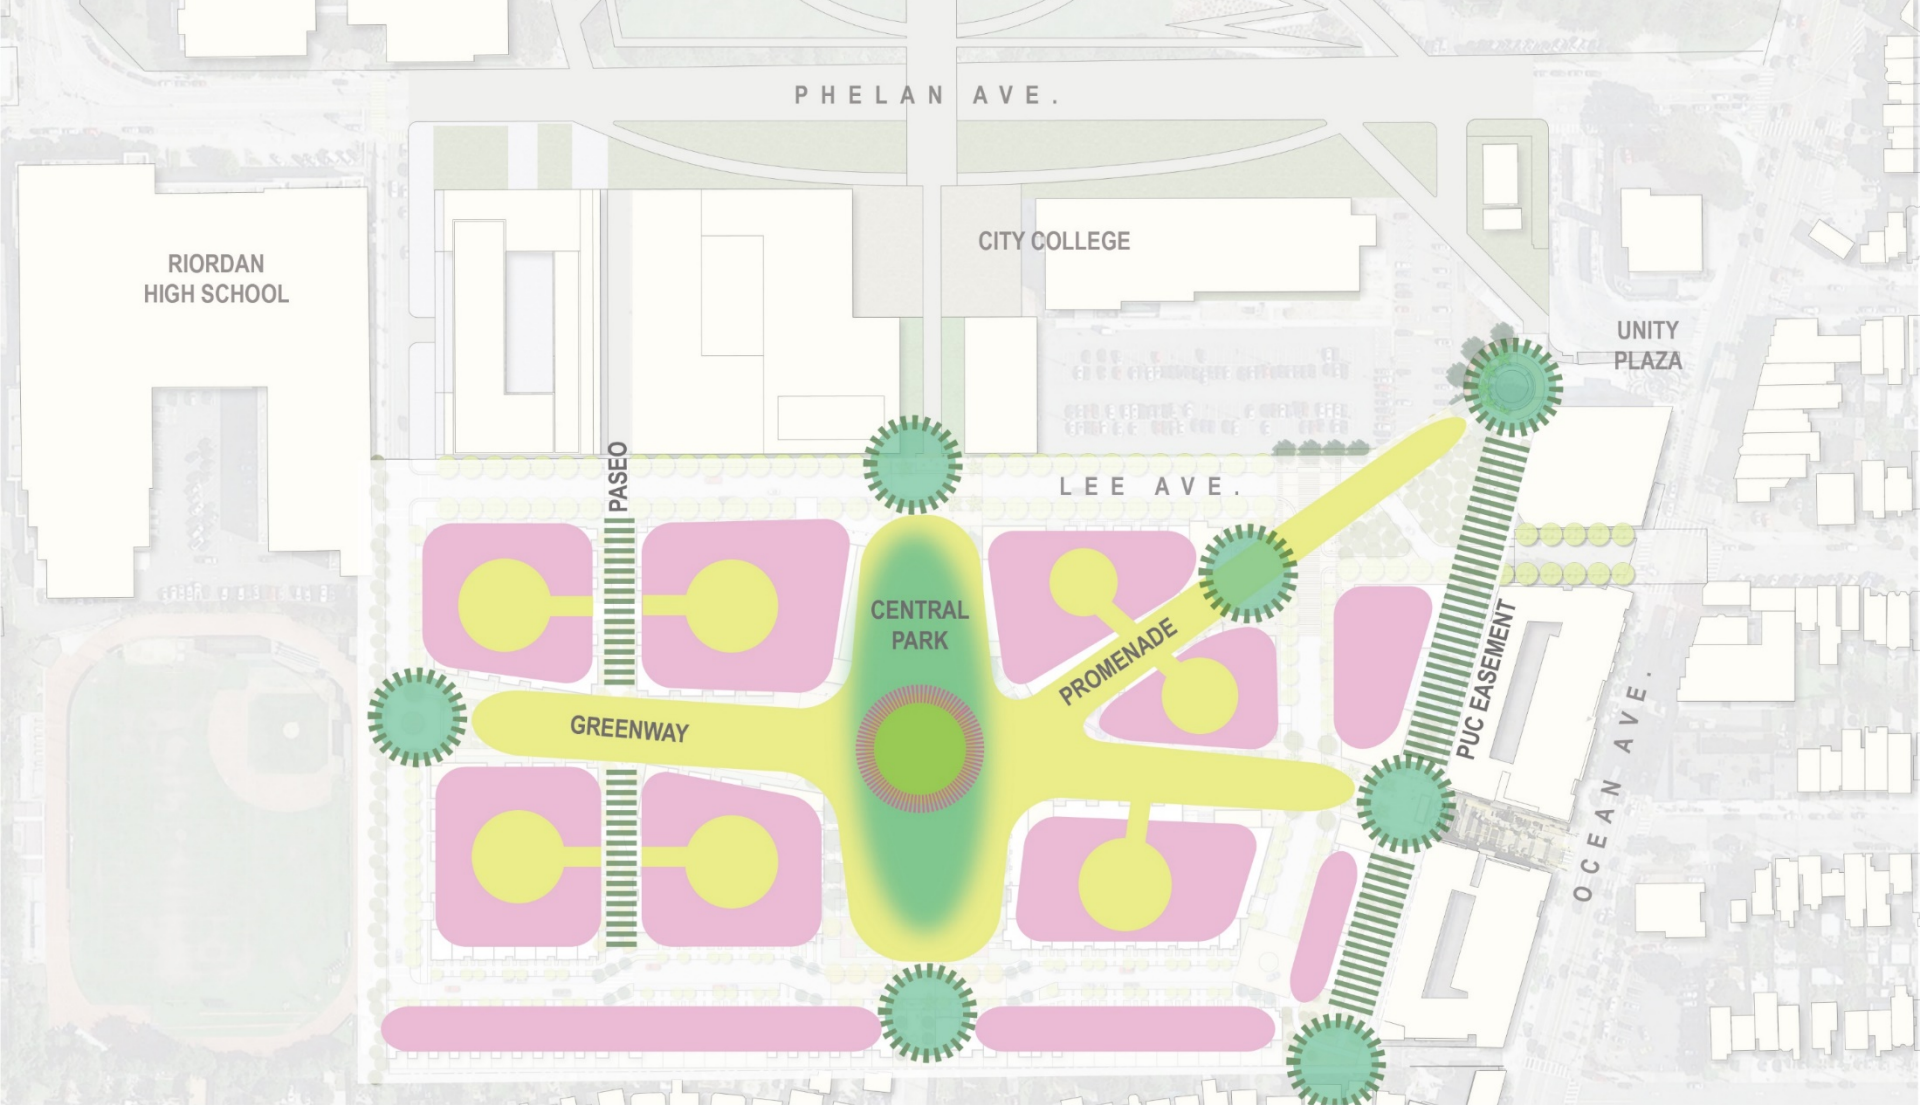 PHELAN AVE.
CITY COLLEGE
RIORDAN
HIGH SCHOOL
UNITY
PLAZA
PASEO
LEE AVE.
CENTRAL
PARK
PROMENADE
PUC EASEMENT
GREENWAY
OCEAN AVE.